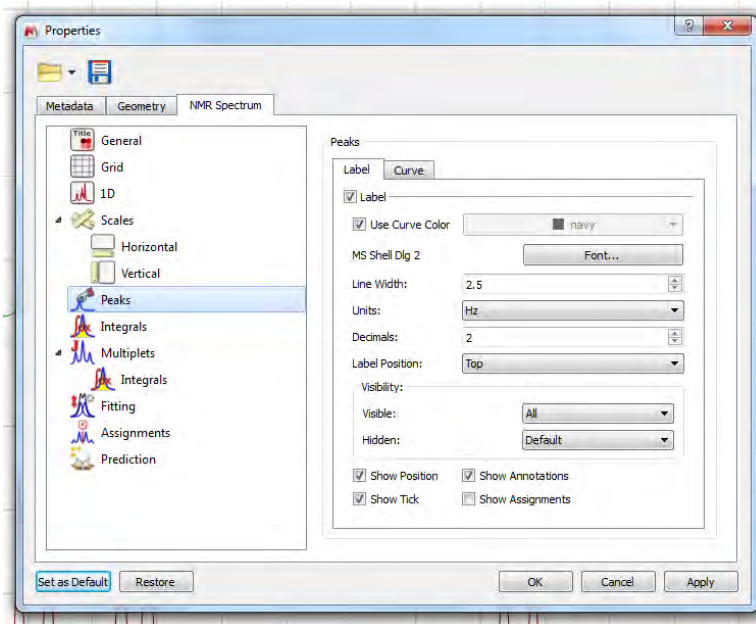 Properties
Metadata
Geometry
NMR Spectrum
Title
General
Grid
1D
Scales
Horizontal
Vertical
Peaks
Integrals
Multiplets
Integrals
Fitting
Assignments
Prediction
Peaks
Label
Curve
Label
Use Curve Color
navy
MS Shell Dlg 2
Font...
Line Width:
2.5
Units:
Hz
Decimals:
2
Label Position:
Top
Visibility:
Visible:
All
Hidden:
Default
Show Position
Show Annotations
Show Tick
Show Assignments
Set as Default
Restore
OK
Cancel
Apply